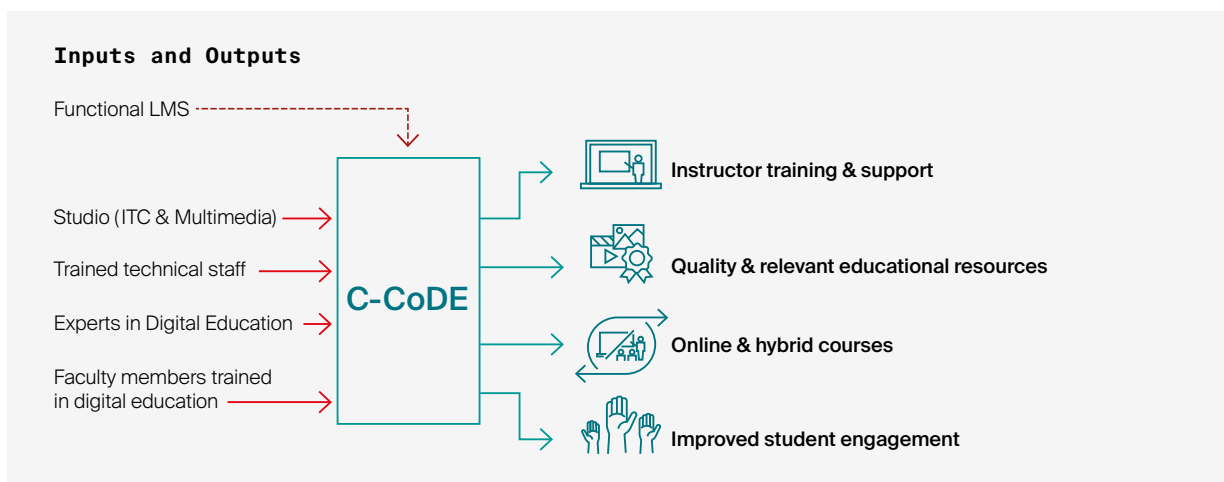 Inputs and Outputs
Functional LMS
Studio (ITC & Multimedia)
Trained technical staff
Experts in Digital Education
Faculty members trained
in digital education
C-CoDE
Instructor training & support
Quality & relevant educational resources
Online & hybrid courses
Improved student engagement